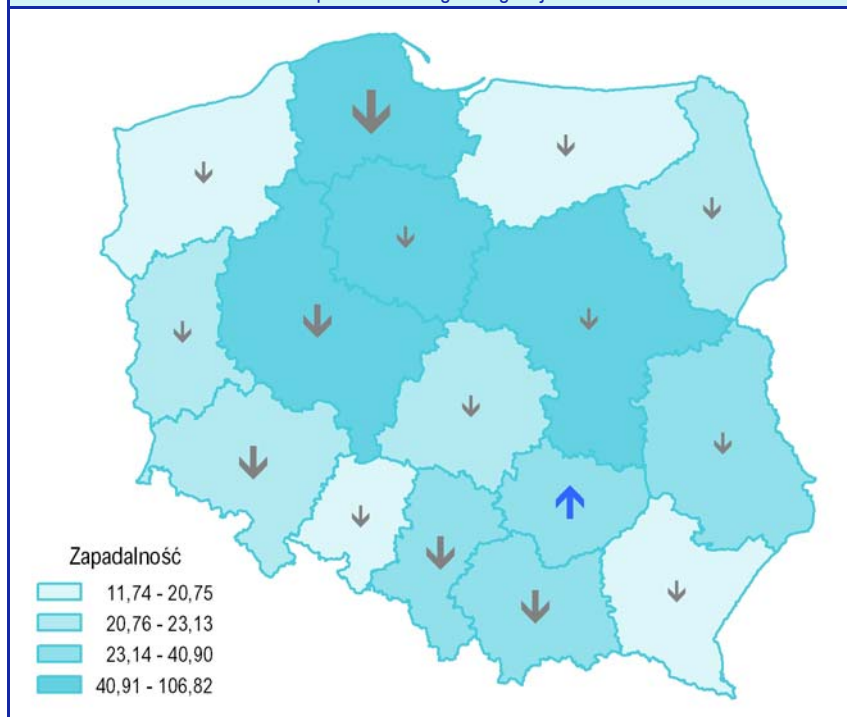 Zapadalność
11,74 - 20,75
20,76 - 23,13
23,14 - 40,90
40,91 - 106,82